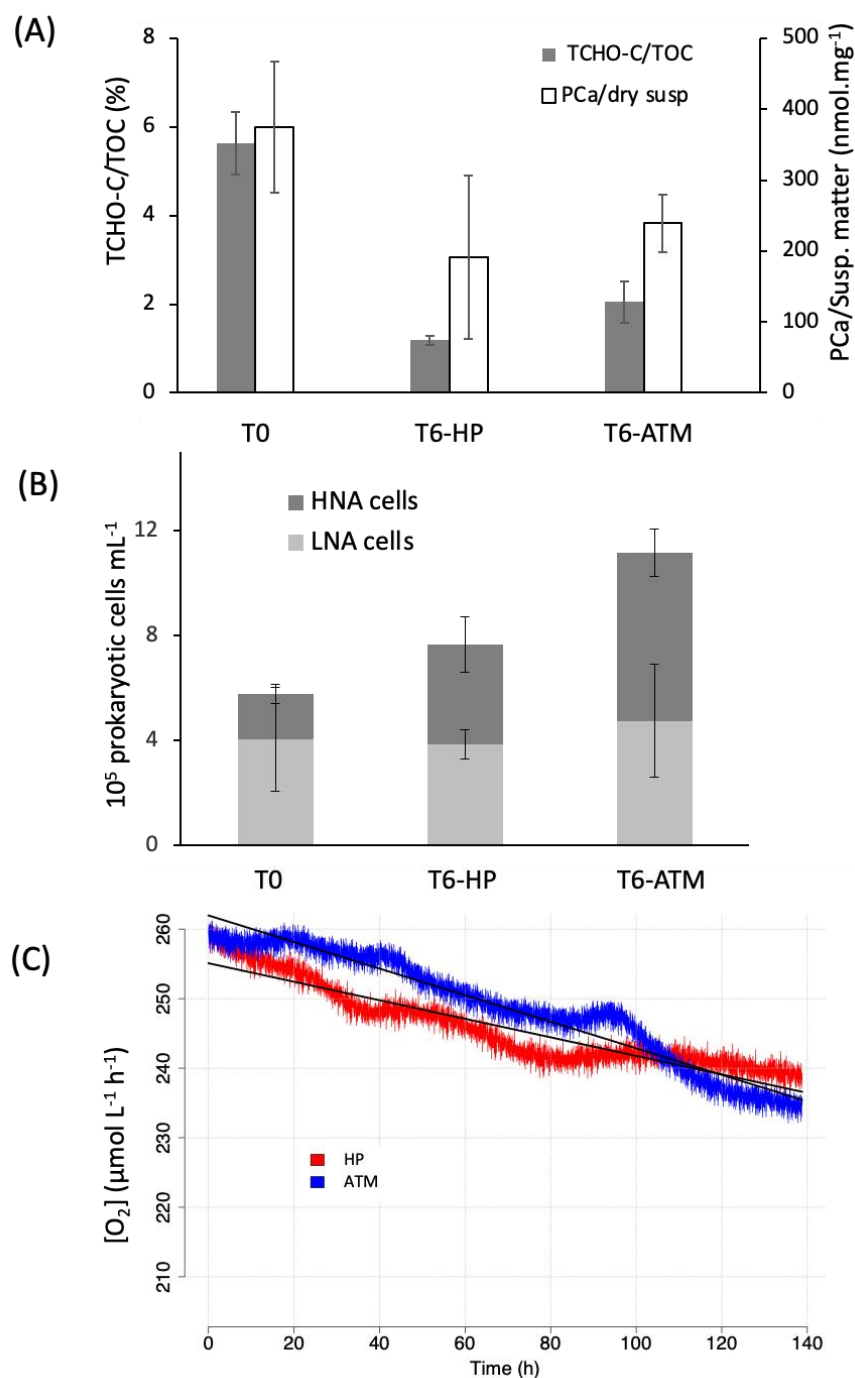 (A)
TCHO-C/TOC (%)
8
6
4
2
0
TCHO-C/TOC
PCa/dry susp
500
400
300
200
100
0
PCa/Susp. matter (nmol.mg⁻¹)
T0 T6-HP T6-ATM
(B)
10⁵ prokaryotic cells mL⁻¹
12
8
4
0
HNA cells
LNA cells
T0 T6-HP T6-ATM
(C)
[O₂] (µmol L⁻¹ h⁻¹)
260
250
240
230
220
210
HP
ATM
0 20 40 60 80 100 120 140
Time (h)